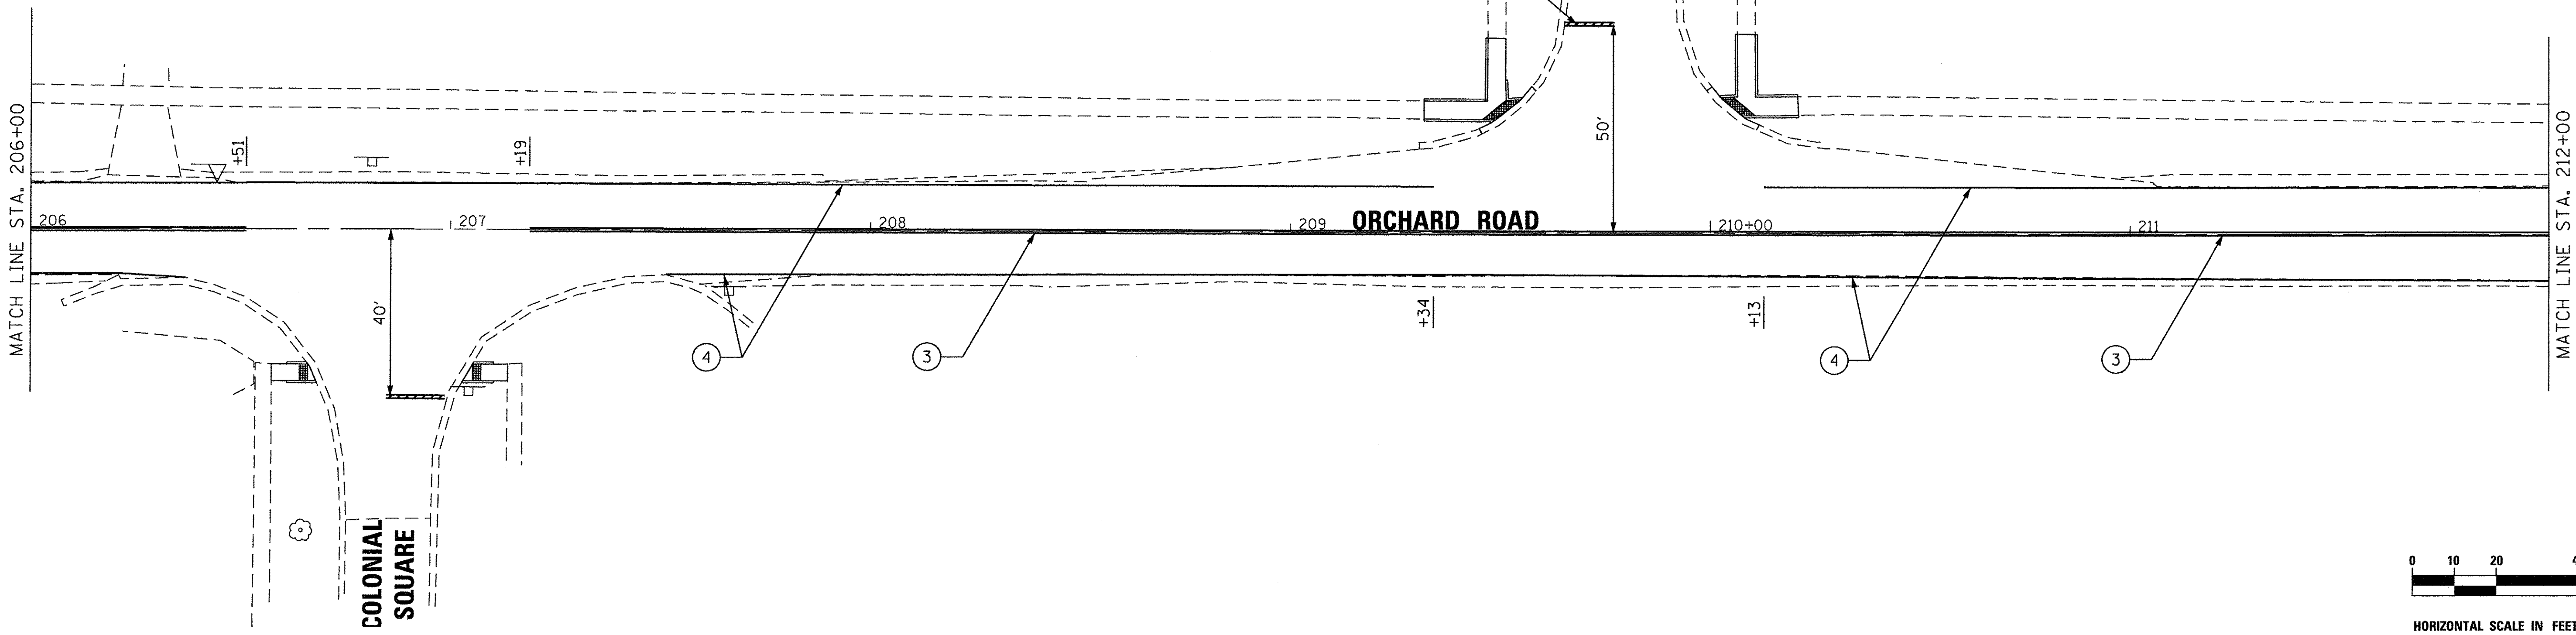 MATCH LINE STA. 206+00
MATCH LINE STA. 212+00
+51
+19
50'
206
207
208
209
ORCHARD ROAD
210+00
211
40'
+34
+13
4
3
4
3
COLONIAL
SQUARE
0 10 20
HORIZONTAL SCALE IN FEET